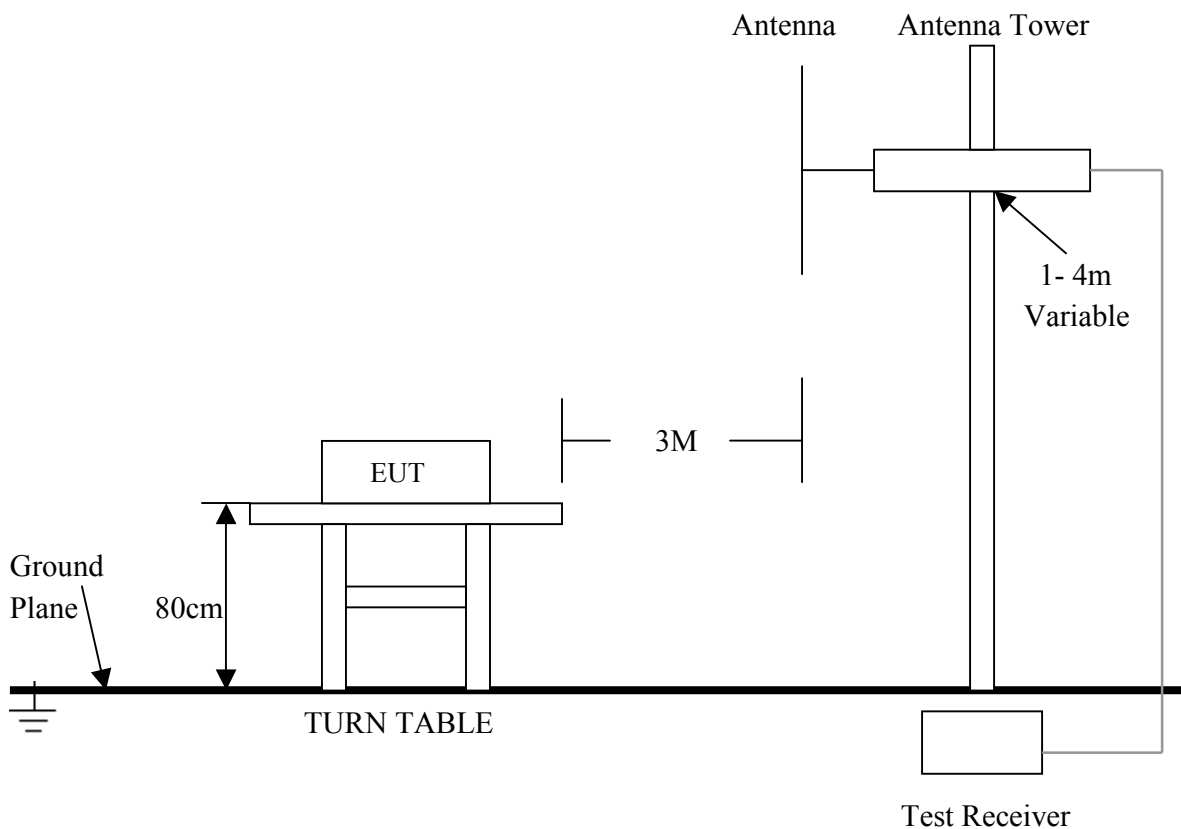 Antenna
Antenna Tower
1- 4m
Variable
3M
EUT
Ground
Plane
80cm
TURN TABLE
Test Receiver